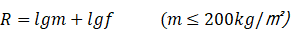 R = lgm + lgf (m ≤ 200kg/m²)